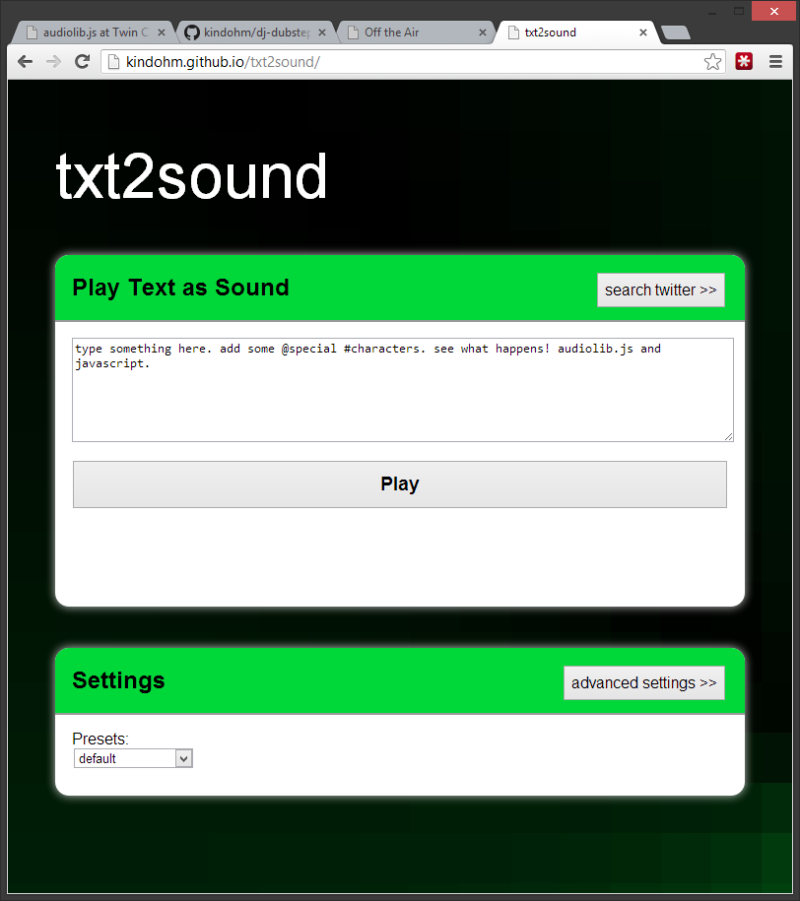 audiolib.js at Twin C
kindohm/dj-dubste
Off the Air
txt2sound
kindohm.github.io/txt2sound/
txt2sound
Play Text as Sound
search twitter >>
type something here. add some @special #characters. see what happens! audiolib.js and
javascript.
Play
Settings
advanced settings >>
Presets:
default